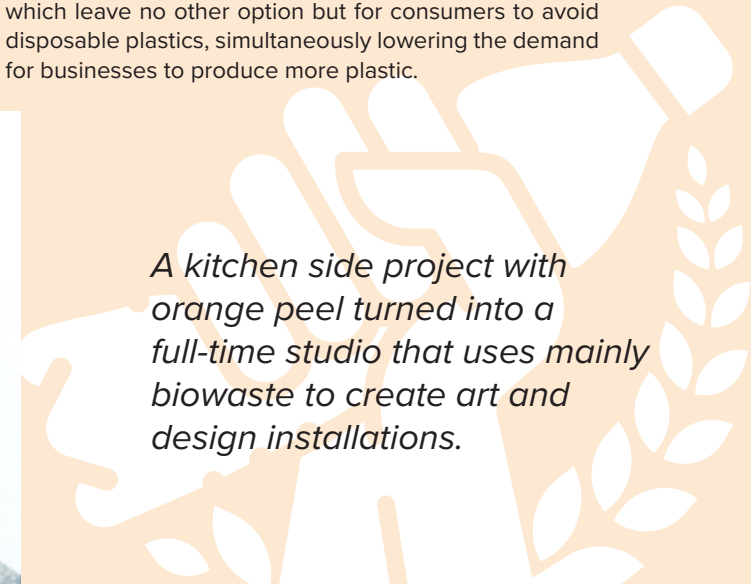 which leave no other option but for consumers to avoid
disposable plastics, simultaneously lowering the demand
for businesses to produce more plastic.
A kitchen side project with
orange peel turned into a
full-time studio that uses mainly
biowaste to create art and
design installations.